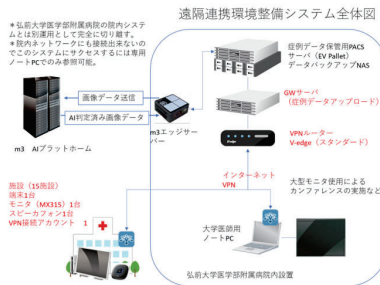 遠隔連携環境整備システム全体図
＊弘前大学医学部附属病院の院内システ
ムとは別運用として完全に切り離す。
＊院内ネットワークにも接続出来ないの
でこのシステムにサクセスするには専用
ノートPCでのみ参照可能。
症例データ保管用PACS
サーバ（EV Pallet）
データバックアップNAS
画像データ送信
AI判定済み画像データ
GWサーバ
（症例データアップロード）
m3エッジサー
バー
m3　AIプラットホーム
VPNルーター
V-edge（スタンダード）
インターネット
VPN
施設（15施設）
端末1台
モニタ（MX315）1台
スピーカフォン1台
VPN接続アカウント　1
大型モニタ使用による
カンファレンスの実施など
大学医師用
ノートPC
弘前大学医学部附属病院内設置